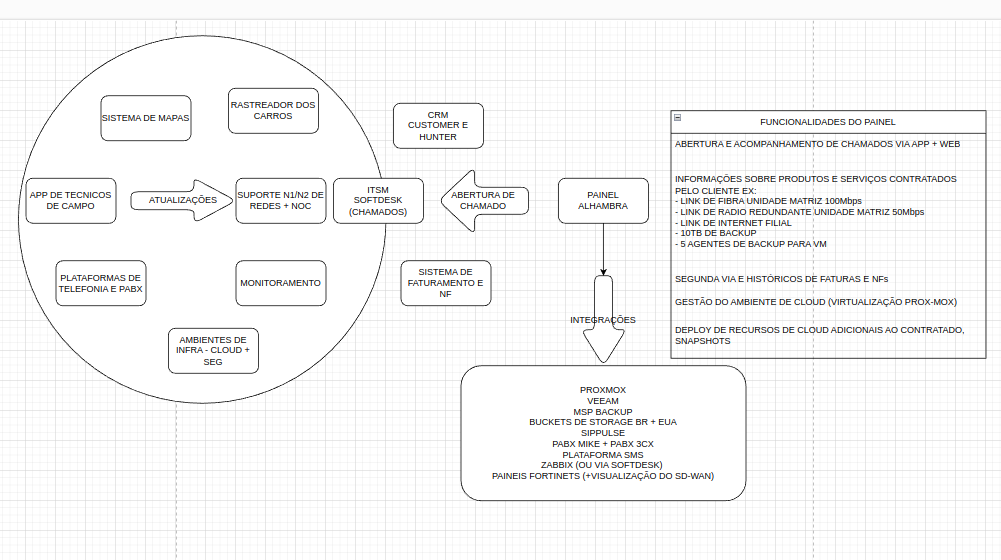 SISTEMA DE MAPAS
RASTREADOR DOS
CARROS
CRM
CUSTOMER E
HUNTER
APP DE TECNICOS
DE CAMPO
ATUALIZAÇÕES
SUPORTE N1/N2 DE
REDES + NOC
ITSM
SOFTDESK
(CHAMADOS)
ABERTURA DE
CHAMADO
PAINEL
ALHAMBRA
PLATAFORMAS DE
TELEFONIA E PABX
MONITORAMENTO
SISTEMA DE
FATURAMENTO E
NF
AMBIENTES DE
INFRA - CLOUD +
SEG
INTEGRAÇÕES
PROXMOX
VEEAM
MSP BACKUP
BUCKETS DE STORAGE BR + EUA
SIPPULSE
PABX MIKE + PABX 3CX
PLATAFORMA SMS
ZABBIX (OU VIA SOFTDESK)
PAINEIS FORTINETS (+VISUALIZAÇÃO DO SD-WAN)
FUNCIONALIDADES DO PAINEL
ABERTURA E ACOMPANHAMENTO DE CHAMADOS VIA APP + WEB
INFORMAÇÕES SOBRE PRODUTOS E SERVIÇOS CONTRATADOS
PELO CLIENTE EX:
- LINK DE FIBRA UNIDADE MATRIZ 100Mbps
- LINK DE RADIO REDUNDANTE UNIDADE MATRIZ 50Mbps
- LINK DE INTERNET FILIAL
- 10TB DE BACKUP
- 5 AGENTES DE BACKUP PARA VM
SEGUNDA VIA E HISTÓRICOS DE FATURAS E NFs
GESTÃO DO AMBIENTE DE CLOUD (VIRTUALIZAÇÃO PROX-MOX)
DEPLOY DE RECURSOS DE CLOUD ADICIONAIS AO CONTRATADO,
SNAPSHOTS